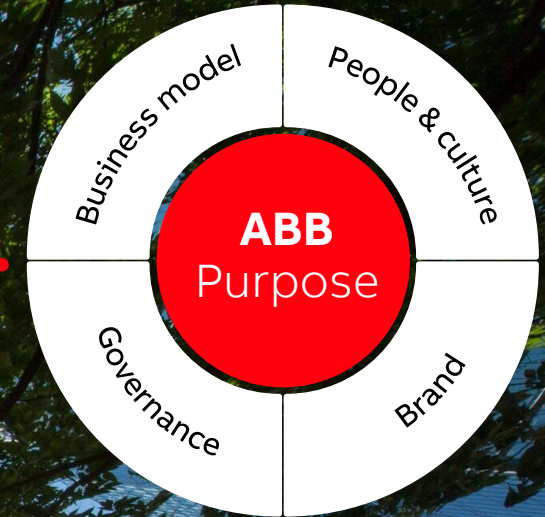 Business model
People & culture
ABB
Purpose
Governance
Brand